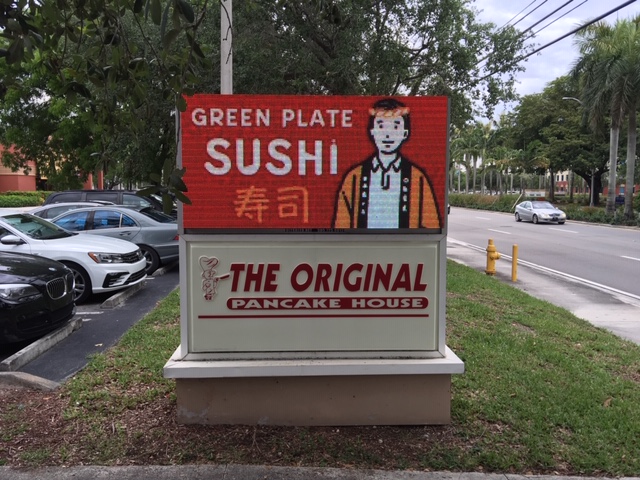 GREEN PLATE
SUSHi
寿司
THE ORIGINAL
PANCAKE HOUSE